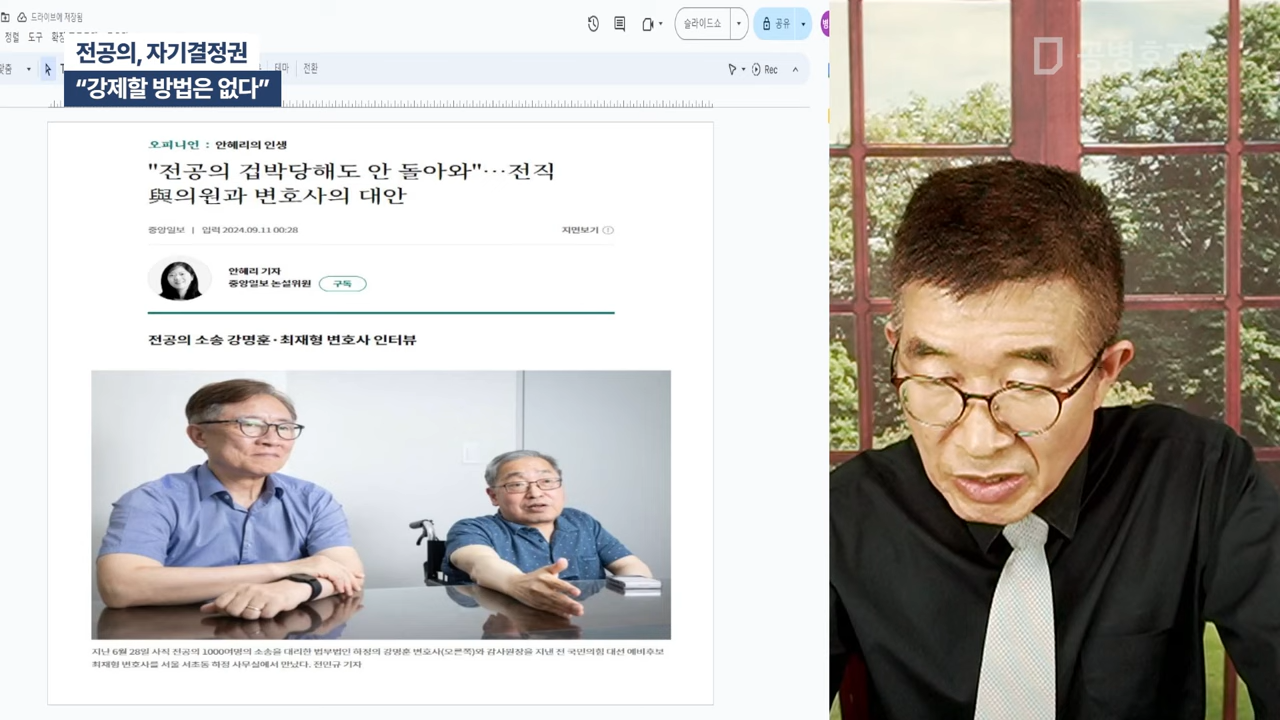 드라이브에 저장됨
정렬 도구
슬라이드쇼
공유
전공의, 자기결정권
“강제할 방법은 없다”
테마
전환
Rec
오피니언 : 안혜리의 인생
"전공의 겁박당해도 안 돌아와"…전직
與의원과 변호사의 대안
중앙일보 | 입력 2024.09.11 00:28
지면보기
안혜리 기자
중앙일보 논설위원
구독
전공의 소송 강명훈·최재형 변호사 인터뷰
지난 6월 28일 사직 전공의 1000여명의 소송을 대리한 법무법인 하정의 강명훈 변호사(오른쪽)와 감사원장을 지낸 전 국민의힘 대선 예비후보
최재형 변호사를 서울 서초동 하정 사무실에서 만났다. 전민규 기자